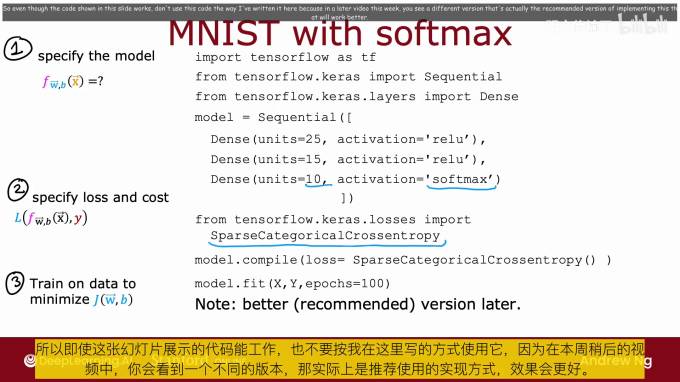 So even though the code shown in this slide works, don't use this code the way I've written it here because in a later video this week, you see a different version that's actually the recommended version of implementing this th
at will work better.
MNIST with softmax
1 specify the model
f w,b (x) =?
import tensorflow as tf
from tensorflow.keras import Sequential
from tensorflow.keras.layers import Dense
model = Sequential([
Dense(units=25, activation='relu'),
Dense(units=15, activation='relu'),
Dense(units=10, activation='softmax')
])
2 specify loss and cost
L(f w,b (x), y)
from tensorflow.keras.losses import
SparseCategoricalCrossentropy
model.compile(loss= SparseCategoricalCrossentropy() )
3 Train on data to
minimize J(w, b)
model.fit(X,Y,epochs=100)
Note: better (recommended) version later.
DeepLearning.AI
Andrew Ng
所以即使这张幻灯片展示的代码能工作，也不要按我在这里写的方式使用它，因为在本周稍后的视
频中，你会看到一个不同的版本，那实际上是推荐使用的实现方式，效果会更好。